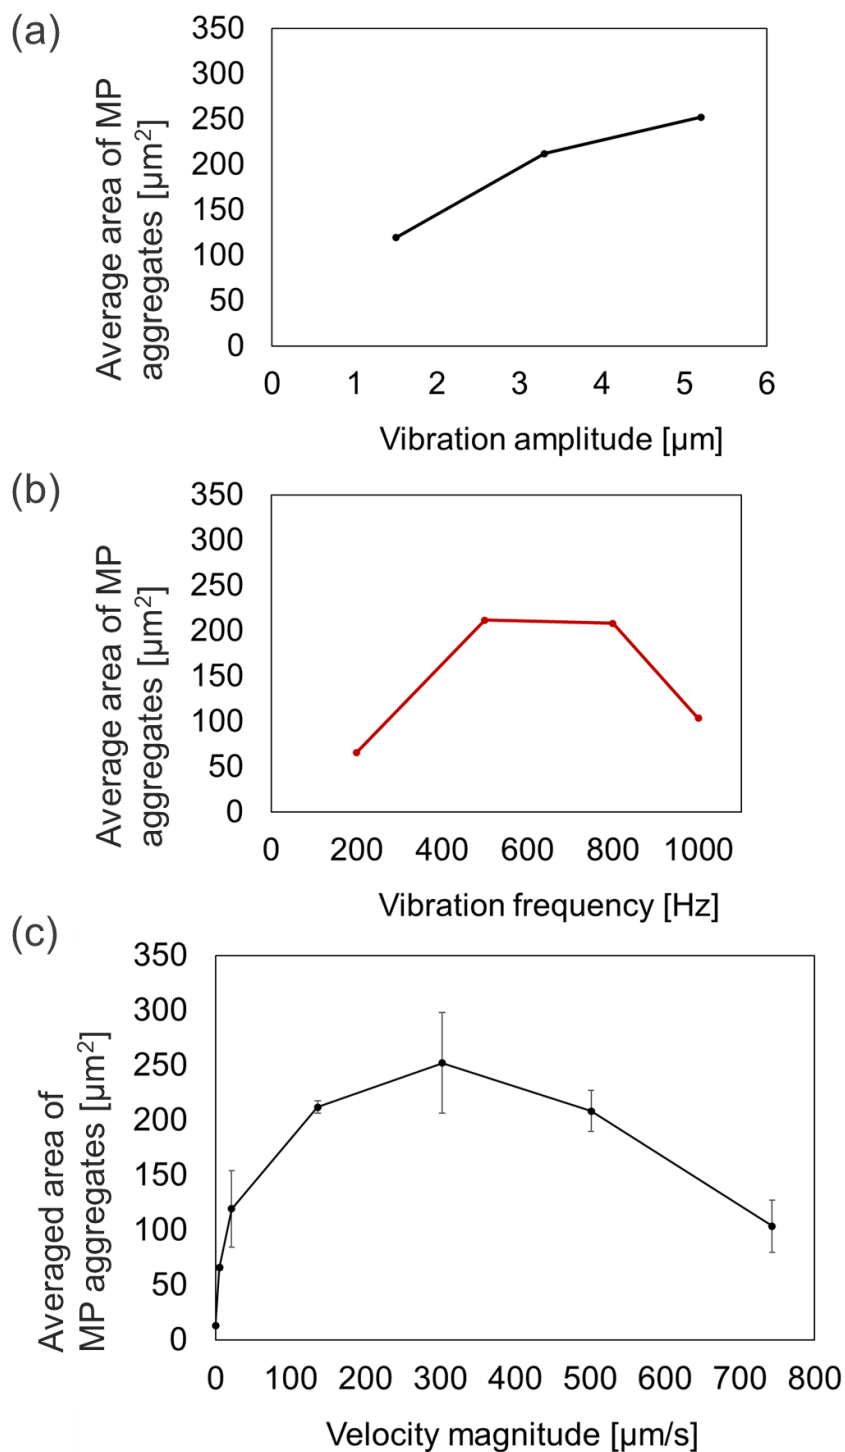 (a)
Average area of MP
aggregates [µm²]
350
300
250
200
150
100
50
0
0 1 2 3 4 5 6
Vibration amplitude [µm]
(b)
Average area of MP
aggregates [µm²]
350
300
250
200
150
100
50
0
0 200 400 600 800 1000
Vibration frequency [Hz]
(c)
Averaged area of
MP aggregates [µm²]
350
300
250
200
150
100
50
0
0 100 200 300 400 500 600 700 800
Velocity magnitude [µm/s]